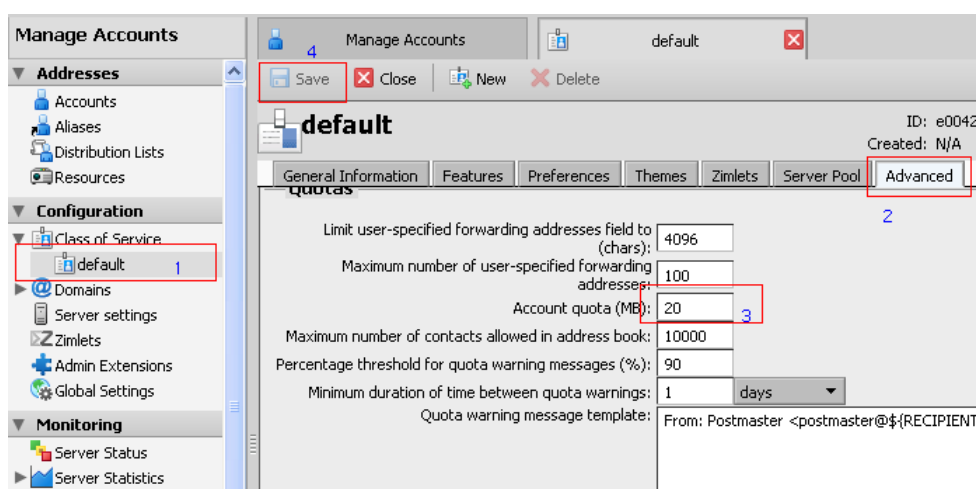 Manage Accounts
Manage Accounts
default
4
Save
Close
New
Delete
Addresses
Accounts
Aliases
Distribution Lists
Resources
Configuration
Class of Service
default
1
Domains
Server settings
Zimlets
Admin Extensions
Global Settings
Monitoring
Server Status
Server Statistics
default
ID: e0042
Created: N/A
General Information
Features
Preferences
Themes
Zimlets
Server Pool
Advanced
2
Quotas
Limit user-specified forwarding addresses field to
(chars):
4096
Maximum number of user-specified forwarding
addresses:
100
Account quota (MB):
20
3
Maximum number of contacts allowed in address book:
10000
Percentage threshold for quota warning messages (%):
90
Minimum duration of time between quota warnings:
1
days
Quota warning message template:
From: Postmaster <postmaster@${RECIPIENT